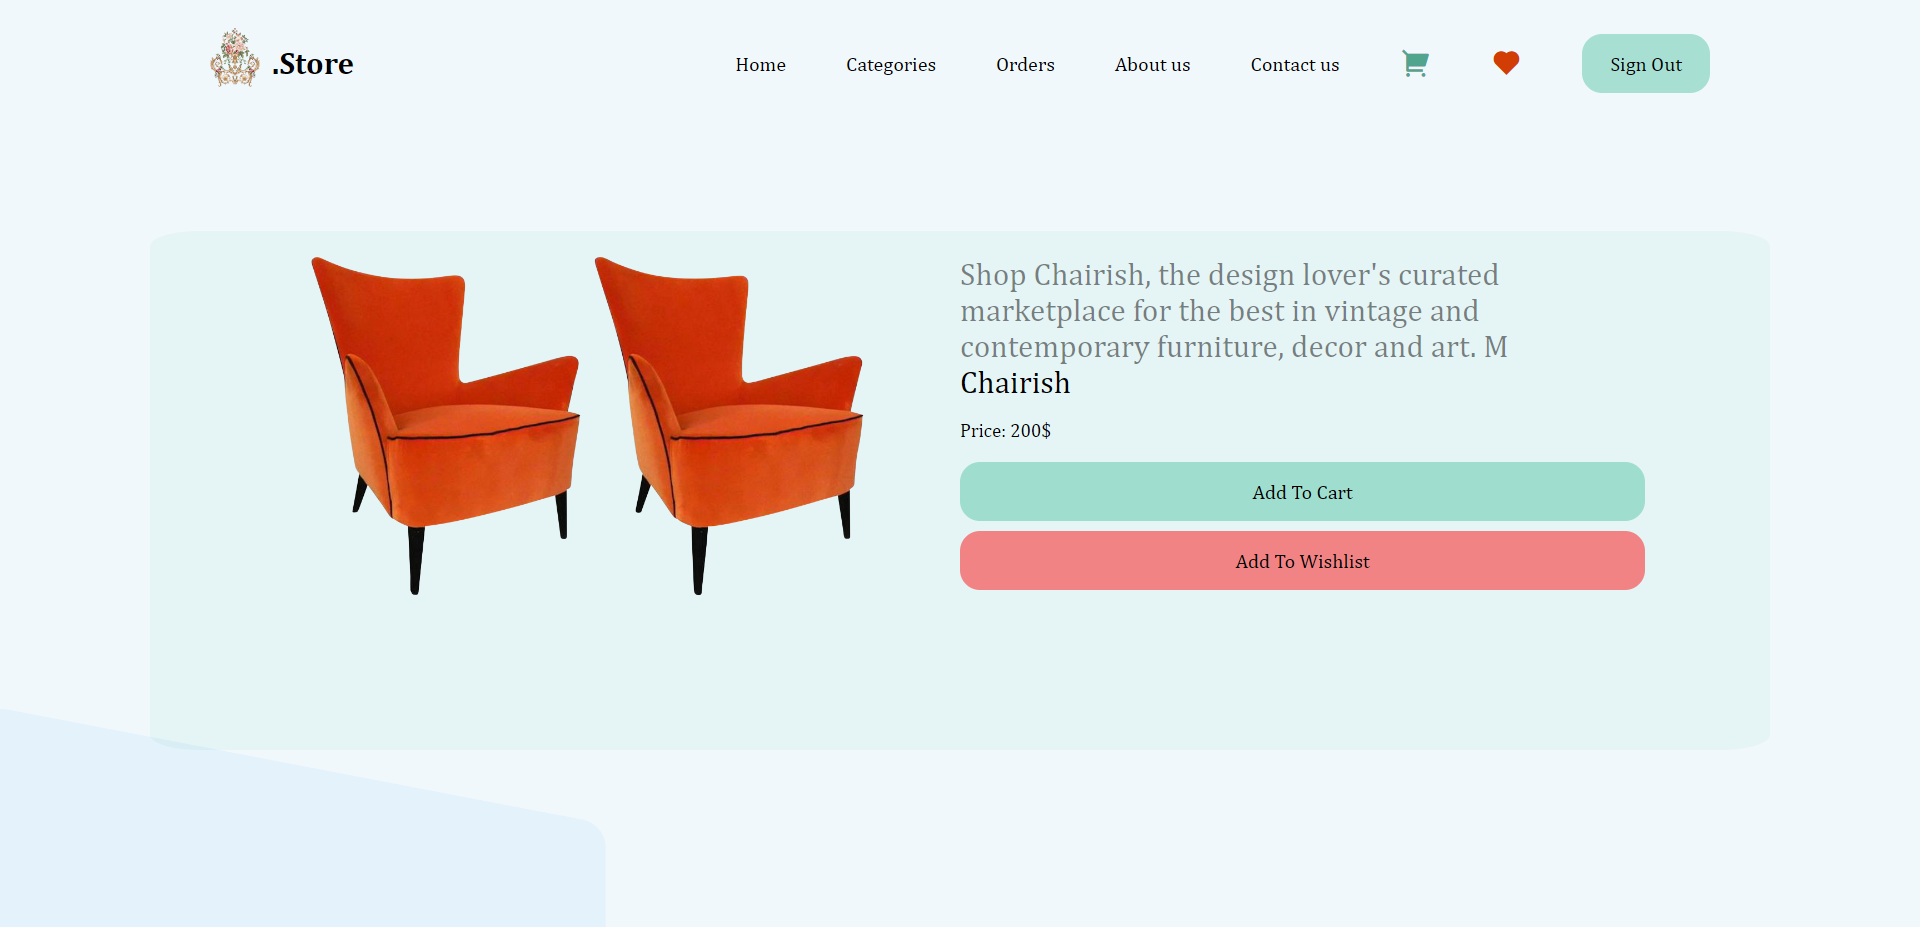 .Store
Home
Categories
Orders
About us
Contact us
Sign Out
Shop Chairish, the design lover's curated
marketplace for the best in vintage and
contemporary furniture, decor and art. M
Chairish
Price: 200$
Add To Cart
Add To Wishlist